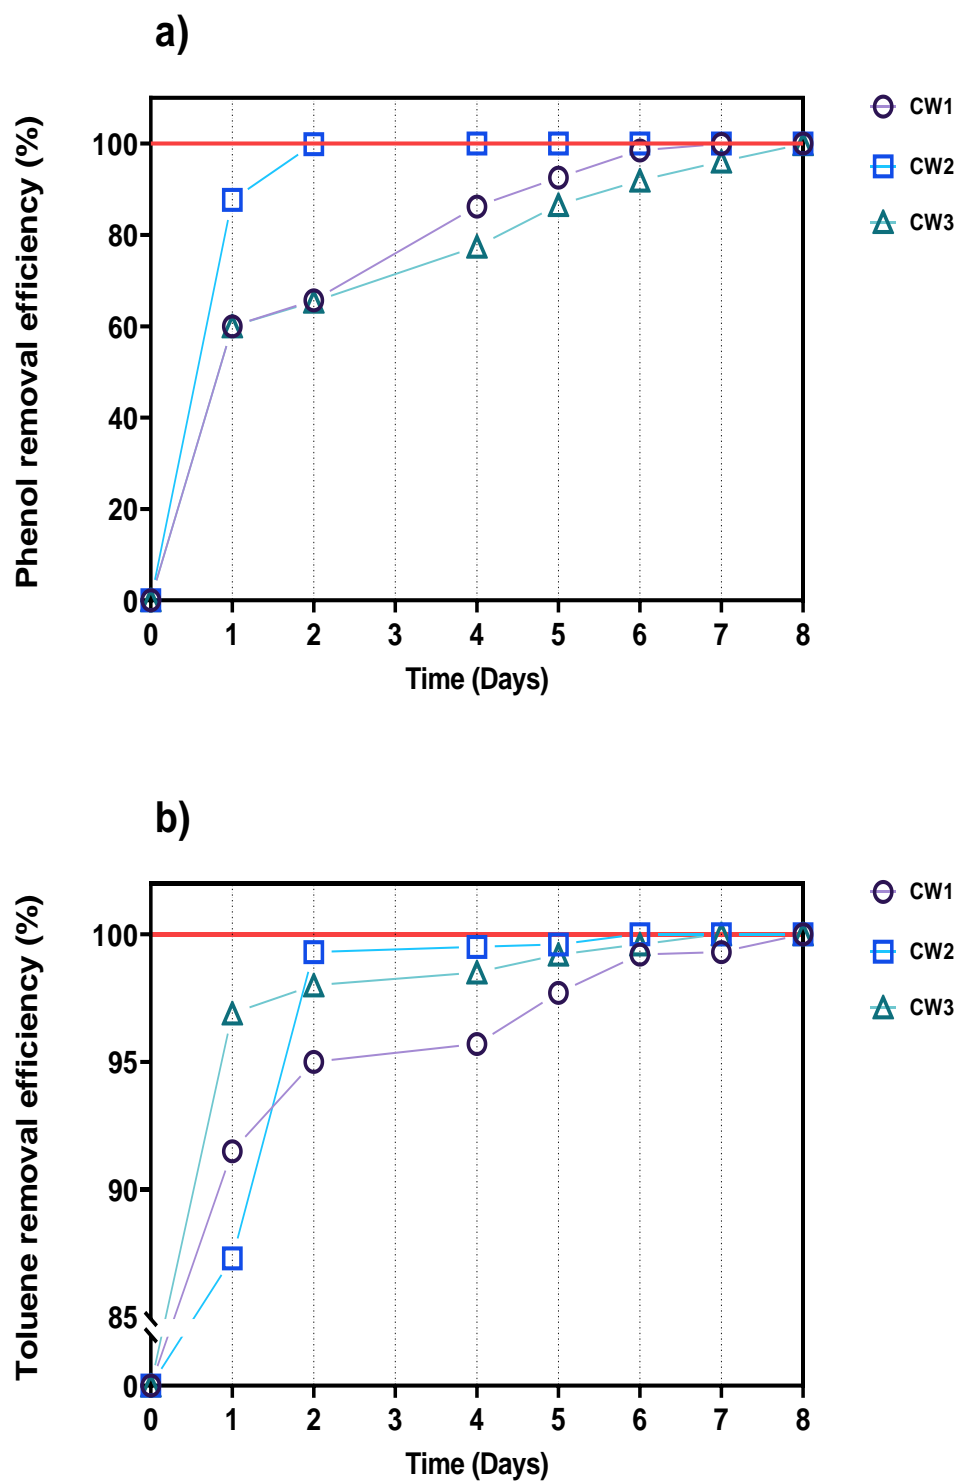 a)
Phenol removal efficiency (%)
100
80
60
40
20
0
0 1 2 3 4 5 6 7 8
Time (Days)
CW1
CW2
CW3
b)
Toluene removal efficiency (%)
100
95
90
85
0
0 1 2 3 4 5 6 7 8
Time (Days)
CW1
CW2
CW3